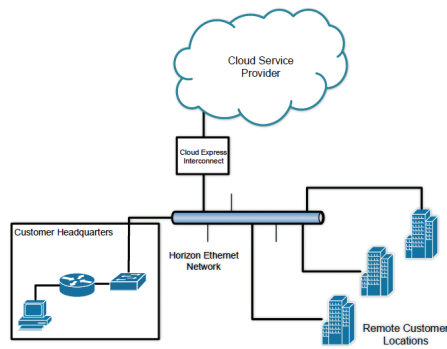 Cloud Service
Provider
Cloud Express
Interconnect
Customer Headquarters
Horizon Ethernet
Network
Remote Customer
Locations